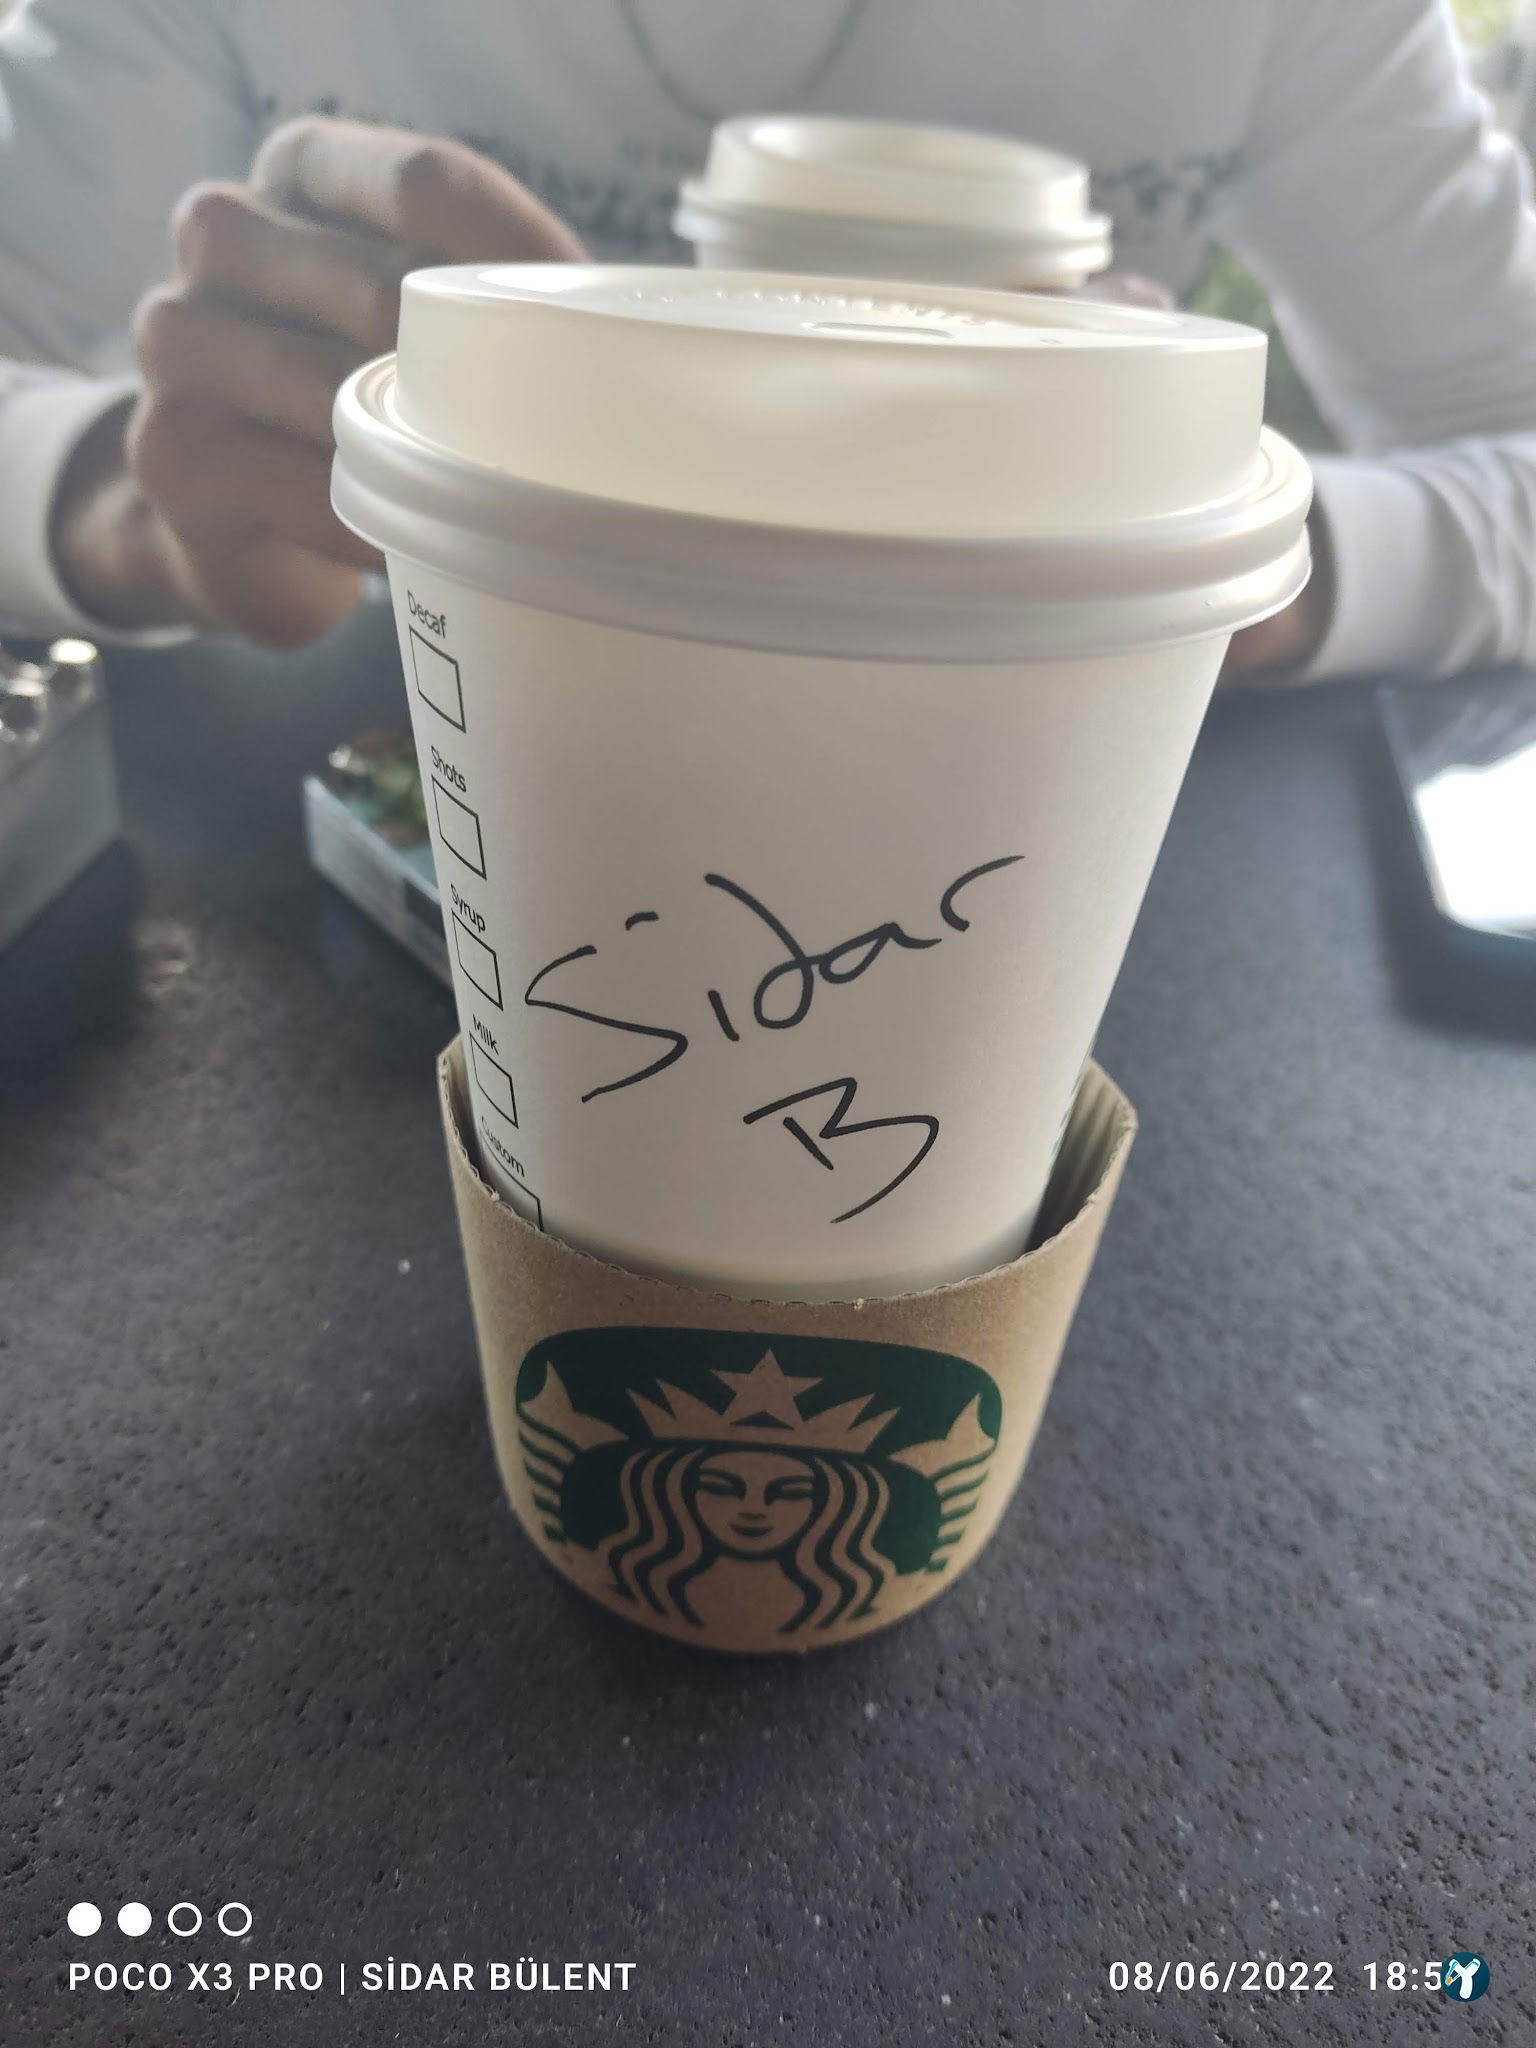 Decaf
Shots
Syrup
Milk
Custom
Sidar
B
POCO X3 PRO | SİDAR BÜLENT
08/06/2022 18:5